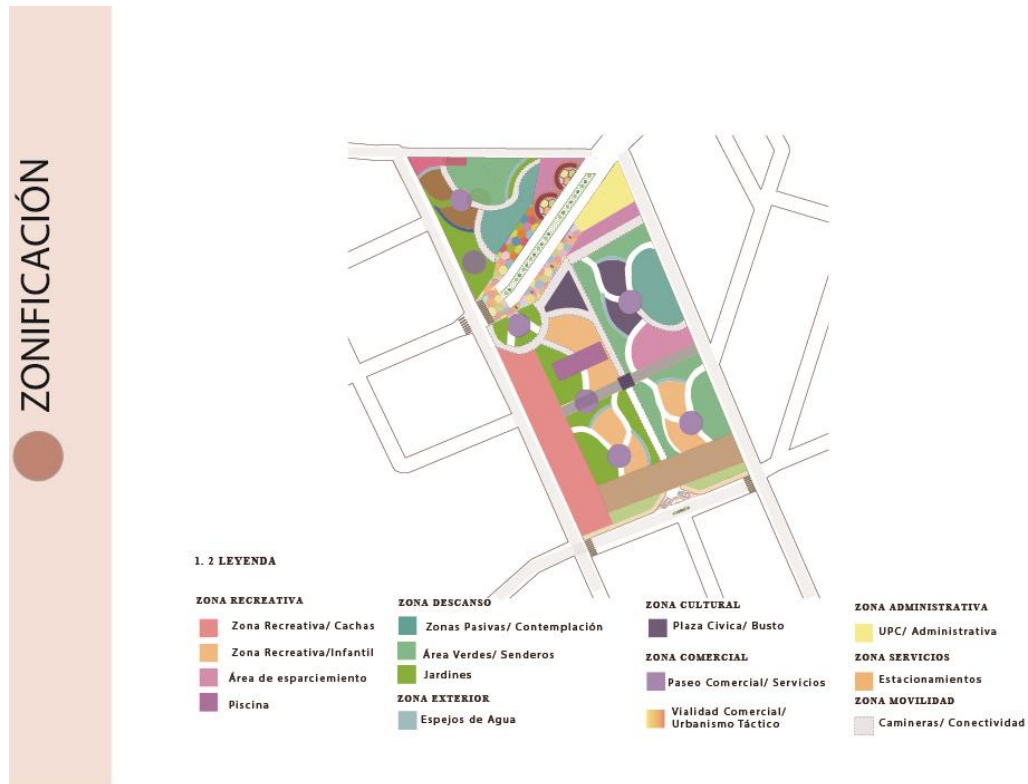 ZONIFICACIÓN
1. 2 LEYENDA
ZONA RECREATIVA
Zona Recreativa/ Cachas
Zona Recreativa/Infantil
Área de esparciemiento
Piscina
ZONA DESCANSO
Zonas Pasivas/ Contemplación
Área Verdes/ Senderos
Jardines
ZONA EXTERIOR
Espejos de Agua
ZONA CULTURAL
Plaza Civica/ Busto
ZONA COMERCIAL
Paseo Comercial/ Servicios
Vialidad Comercial/
Urbanismo Táctico
ZONA ADMINISTRATIVA
UPC/ Administrativa
ZONA SERVICIOS
Estacionamientos
ZONA MOVILIDAD
Camineras/ Conectividad